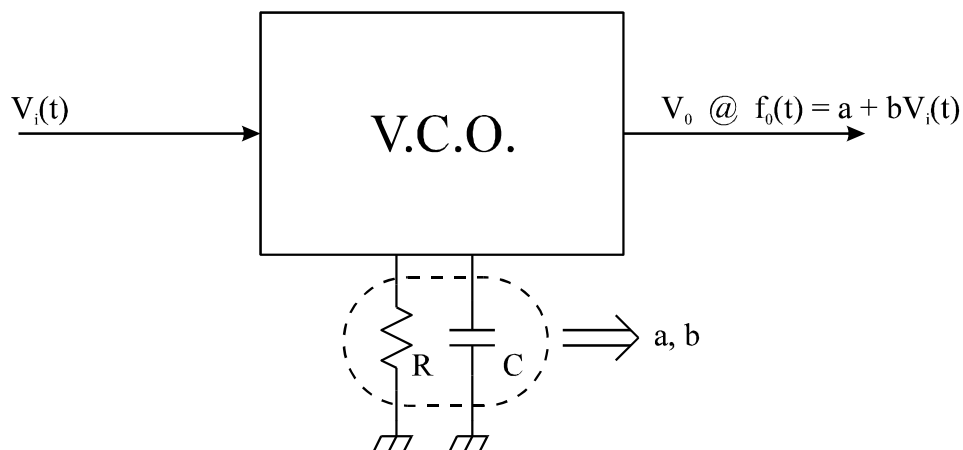 Vᵢ(t)
V.C.O.
V₀ @ f₀(t) = a + bVᵢ(t)
R
C
a, b